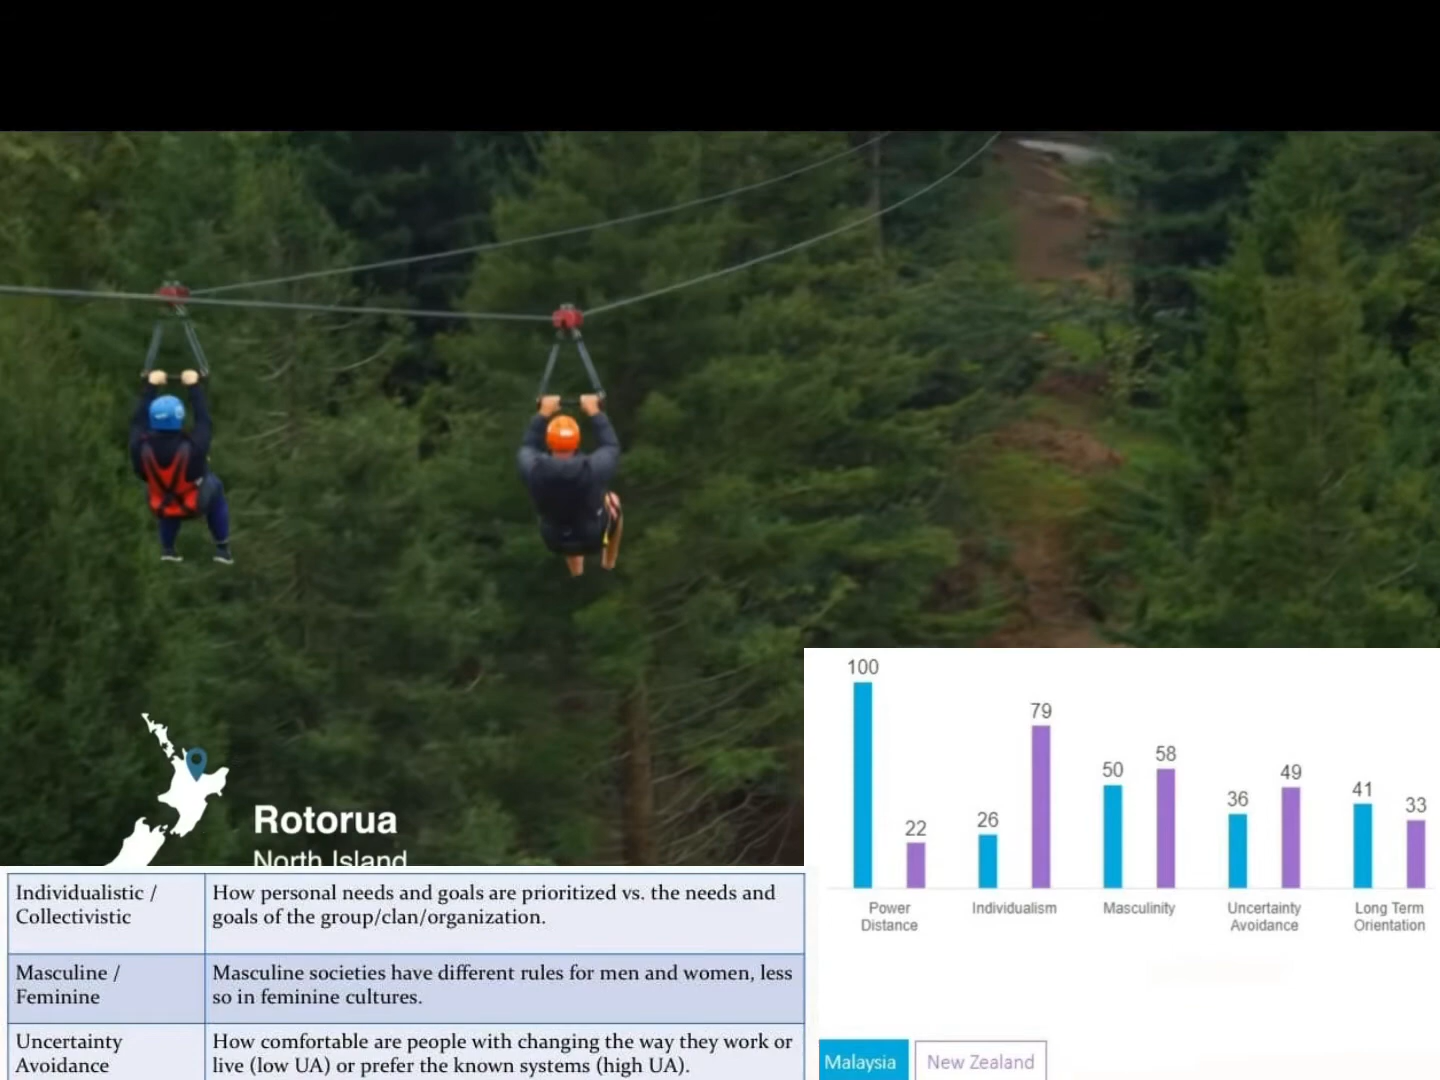 Rotorua
North Island
Individualistic /
Collectivistic
How personal needs and goals are prioritized vs. the needs and
goals of the group/clan/organization.
Masculine /
Feminine
Masculine societies have different rules for men and women, less
so in feminine cultures.
Uncertainty
Avoidance
How comfortable are people with changing the way they work or
live (low UA) or prefer the known systems (high UA).
100
22
26
79
50
58
36
49
41
33
Power
Distance
Individualism
Masculinity
Uncertainty
Avoidance
Long Term
Orientation
Malaysia
New Zealand